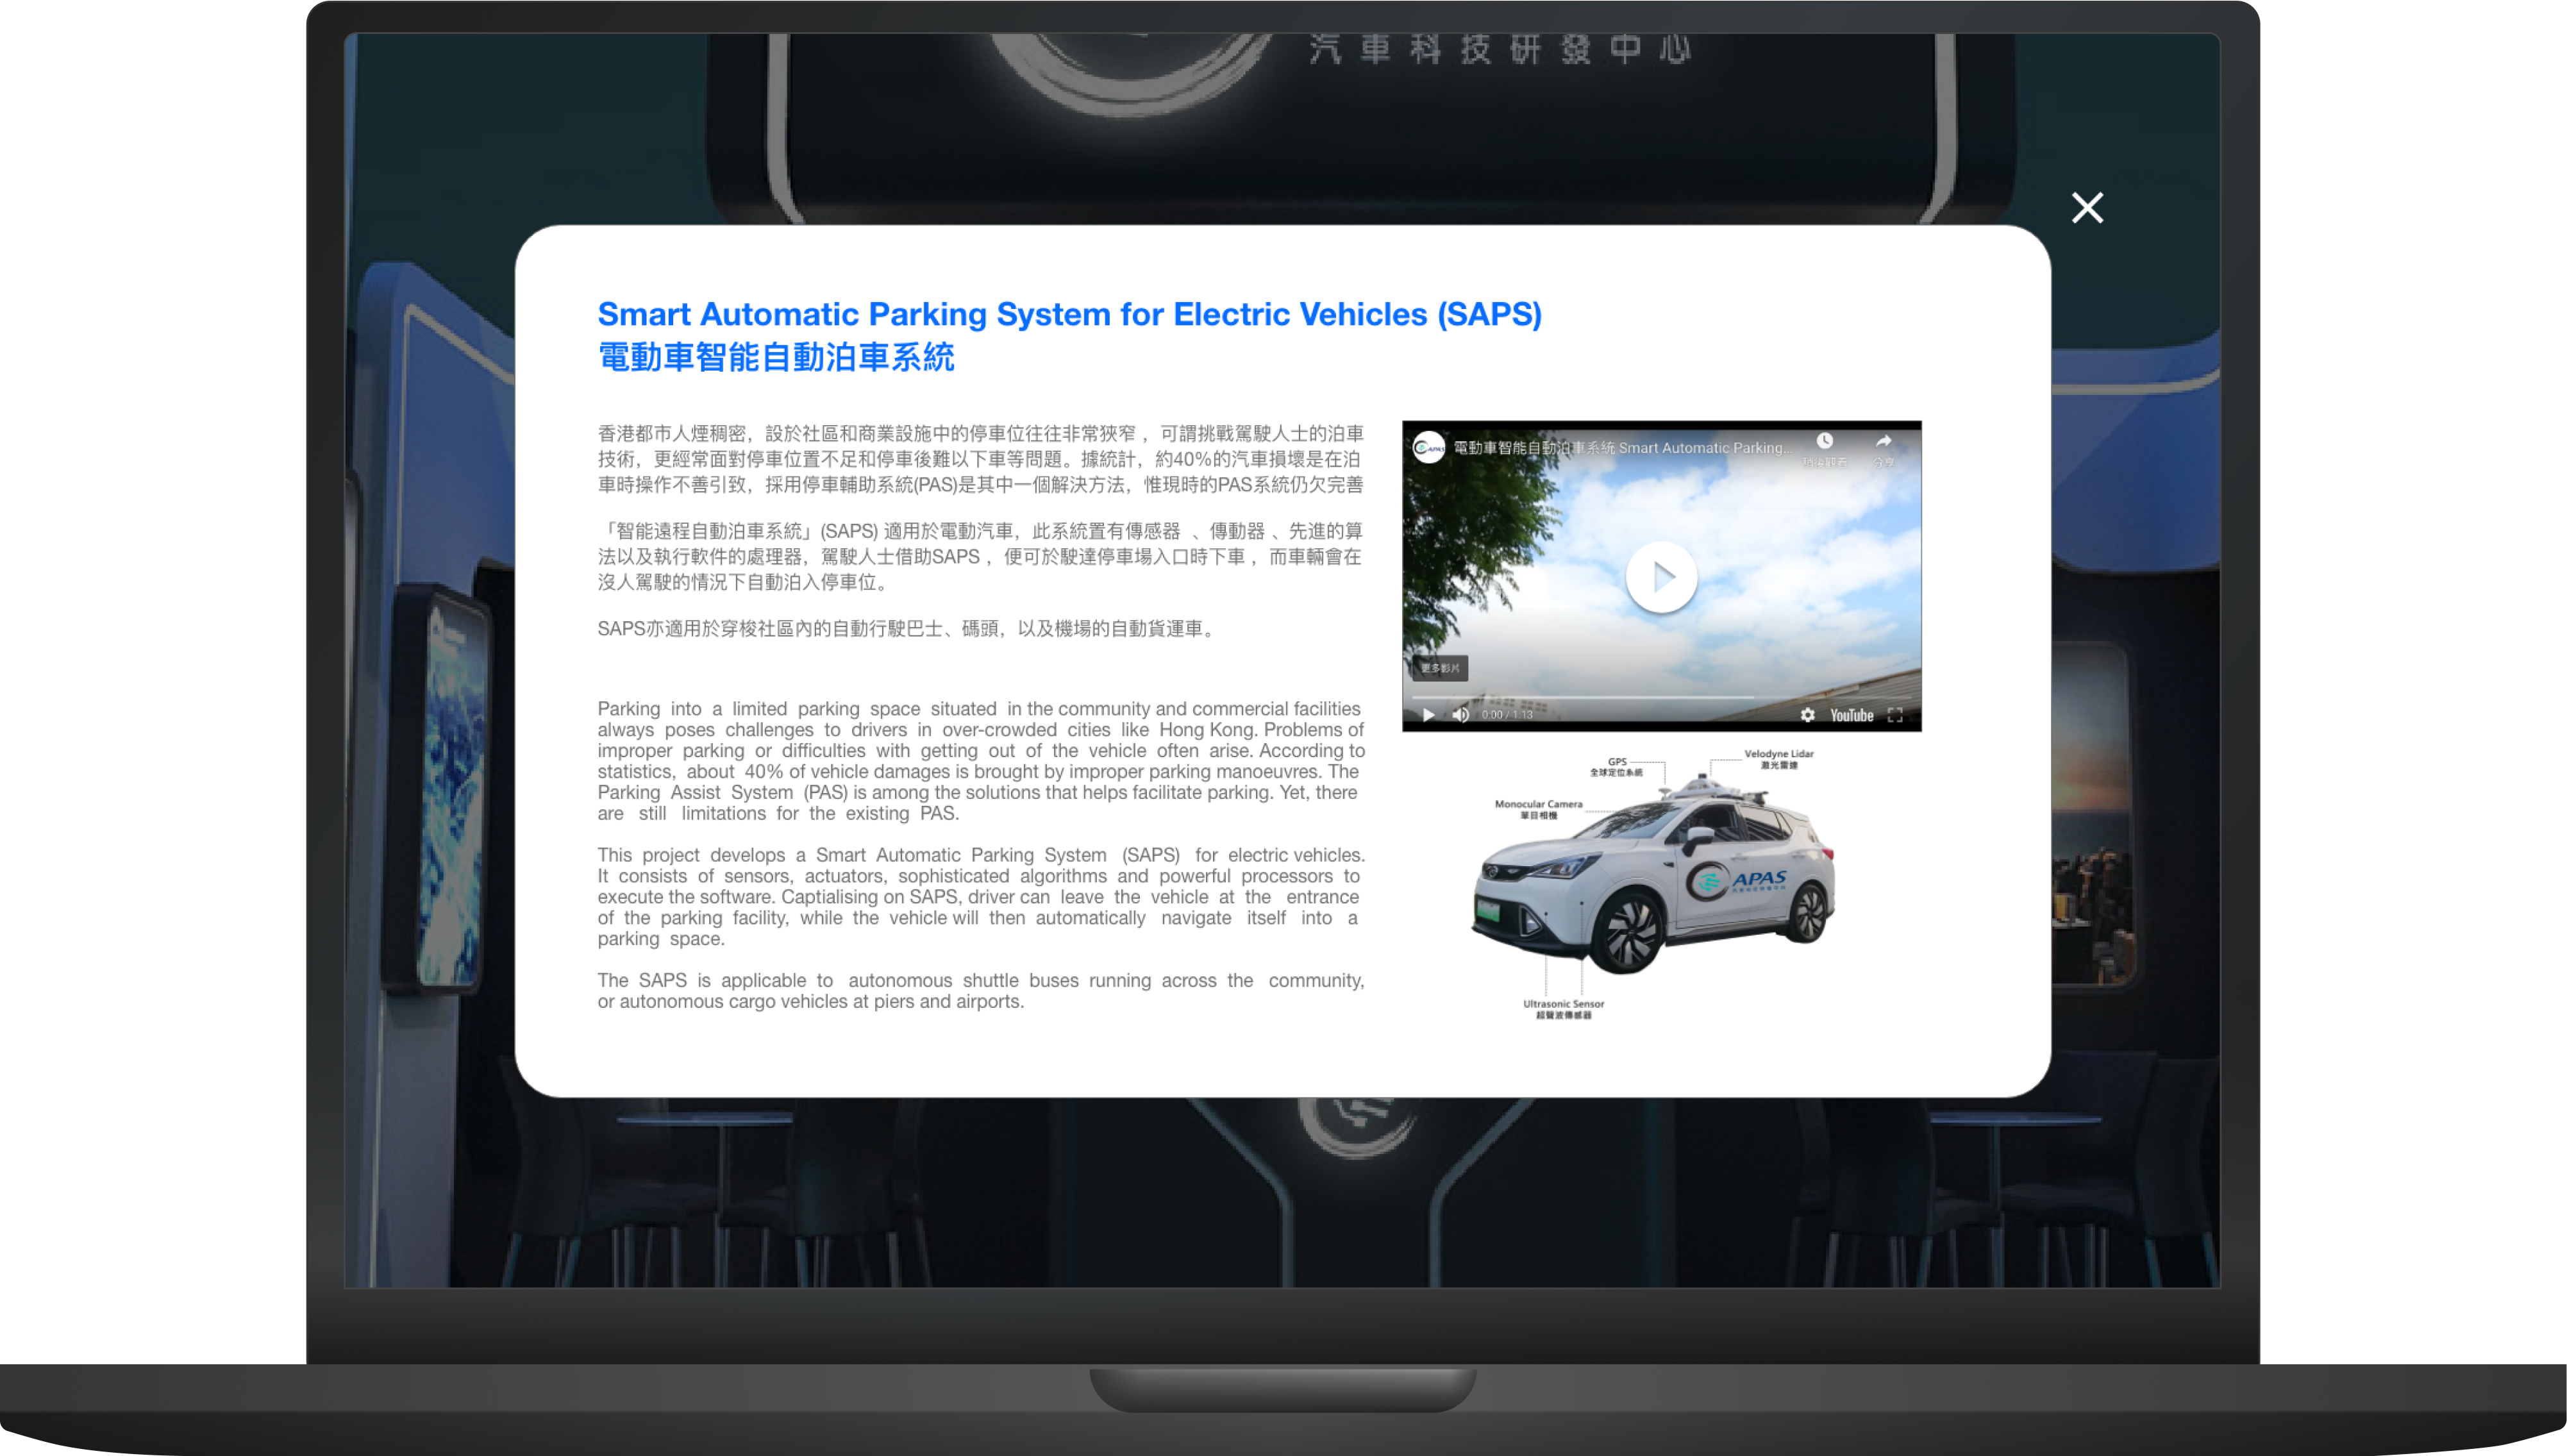 汽車科技研發中心
Smart Automatic Parking System for Electric Vehicles (SAPS)
電動車智能自動泊車系統
香港都市人煙稠密，設於社區和商業設施中的停車位往往非常狹窄，可謂挑戰駕駛人士的泊車
技術，更經常面對停車位置不足和停車後難以下車等問題。據統計，約40%的汽車損壞是在泊
車時操作不善引致，採用停車輔助系統(PAS)是其中一個解決方法，惟現時的PAS系統仍欠完善
「智能遠程自動泊車系統」(SAPS) 適用於電動汽車，此系統置有傳感器 、傳動器 、先進的算
法以及執行軟件的處理器，駕駛人士借助SAPS ，便可於駛達停車場入口時下車 ，而車輛會在
沒人駕駛的情況下自動泊入停車位。
SAPS亦適用於穿梭社區內的自動行駛巴士、碼頭，以及機場的自動貨運車。
Parking into a limited parking space situated in the community and commercial facilities
always poses challenges to drivers in over-crowded cities like Hong Kong. Problems of
improper parking or difficulties with getting out of the vehicle often arise. According to
statistics, about 40% of vehicle damages is brought by improper parking manoeuvres. The
Parking Assist System (PAS) is among the solutions that helps facilitate parking. Yet, there
are still limitations for the existing PAS.
This project develops a Smart Automatic Parking System (SAPS) for electric vehicles.
It consists of sensors, actuators, sophisticated algorithms and powerful processors to
execute the software. Captialising on SAPS, driver can leave the vehicle at the entrance
of the parking facility, while the vehicle will then automatically navigate itself into a
parking space.
The SAPS is applicable to autonomous shuttle buses running across the community,
or autonomous cargo vehicles at piers and airports.
APAS
電動車智能自動泊車系統 Smart Automatic Parking...
稍後觀看
分享
更多影片
0:00 / 1:13
YouTube
GPS
全球定位系統
Velodyne Lidar
激光雷達
Monocular Camera
單目相機
APAS
Ultrasonic Sensor
超聲波傳感器